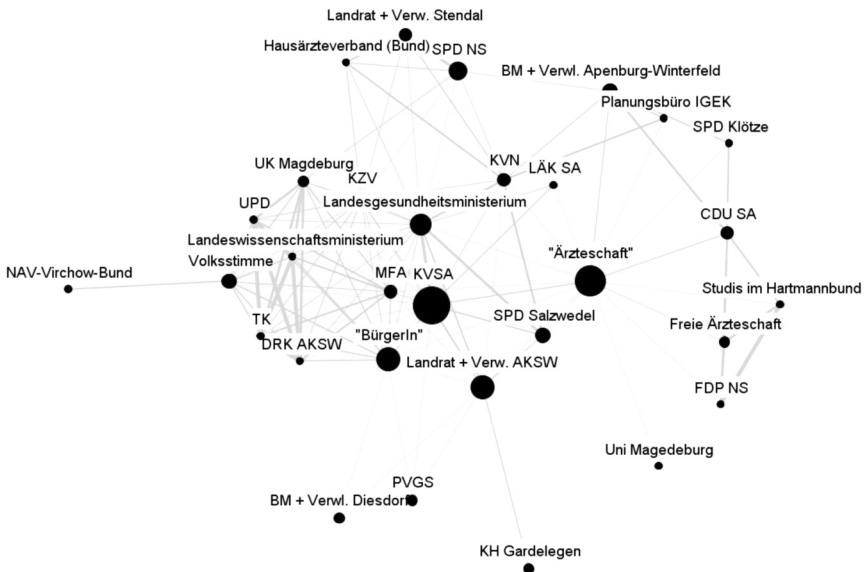 Landrat + Verw. Stendal
Hausärzteverband (Bund)
SPD NS
BM + Verwl. Apenburg-Winterfeld
Planungsbüro IGEK
SPD Klötze
UK Magdeburg
KZV
KVN
LÄK SA
UPD
Landesgesundheitsministerium
CDU SA
Landeswissenschaftsministerium
"Ärzteschaft"
Volksstimme
NAV-Virchow-Bund
MFA
KVSA
Studis im Hartmannbund
TK
SPD Salzwedel
Freie Ärzteschaft
DRK AKSW
"BürgerIn"
Landrat + Verw. AKSW
FDP NS
Uni Magedeburg
PVGS
BM + Verwl. Diesdorf
KH Gardelegen